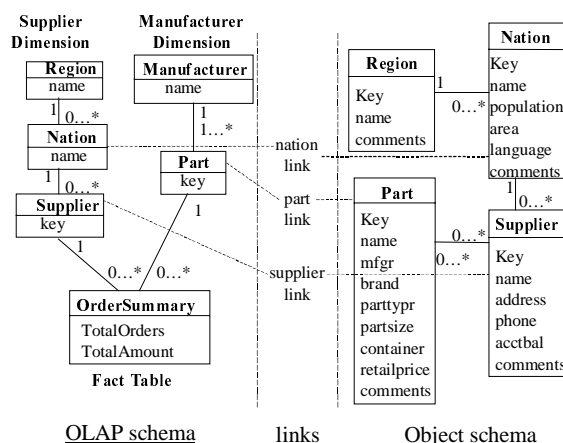 Supplier
Dimension
Region
name
1
0...*
Nation
name
1
0...*
Supplier
key
1
0...*
Manufacturer
Dimension
Manufacturer
name
1
1...*
Part
key
1
0...*
OrderSummary
TotalOrders
TotalAmount
Fact Table
OLAP schema
nation
link
part
link
supplier
link
links
Region
Key
name
comments
1
0...*
Nation
Key
name
population
area
language
comments
1
0...*
Part
Key
name
mfgr
brand
parttypr
partsize
container
retailprice
comments
0...*
0...*
Supplier
Key
name
address
phone
acctbal
comments
Object schema